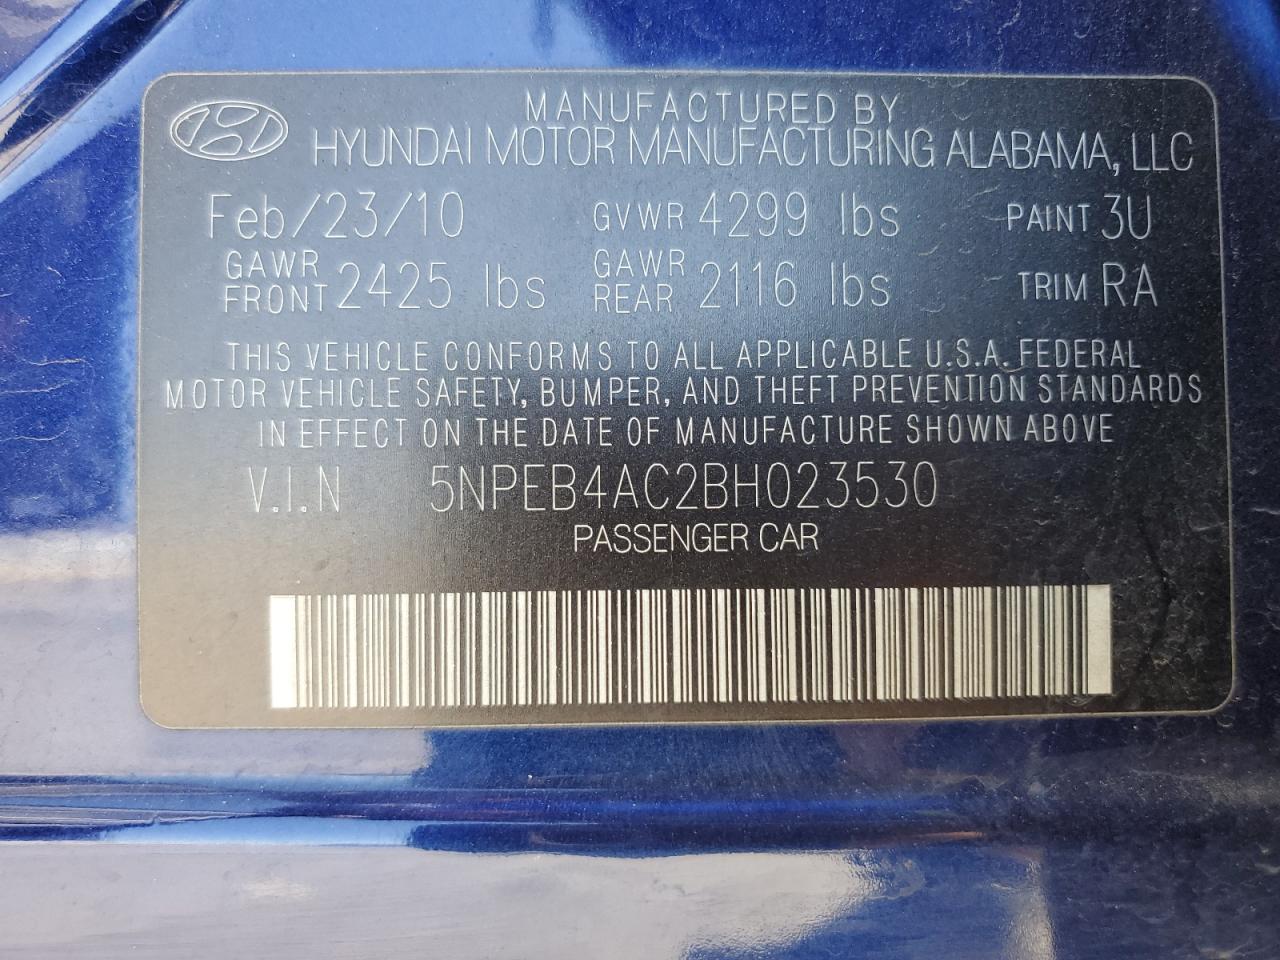 MANUFACTURED BY
HYUNDAI MOTOR MANUFACTURING ALABAMA, LLC
Feb/23/10 GVWR 4299 lbs PAINT 3U
GAWR FRONT 2425 lbs GAWR REAR 2116 lbs TRIM RA
THIS VEHICLE CONFORMS TO ALL APPLICABLE U.S.A. FEDERAL
MOTOR VEHICLE SAFETY, BUMPER, AND THEFT PREVENTION STANDARDS
IN EFFECT ON THE DATE OF MANUFACTURE SHOWN ABOVE
V.I.N 5NPEB4AC2BH023530
PASSENGER CAR